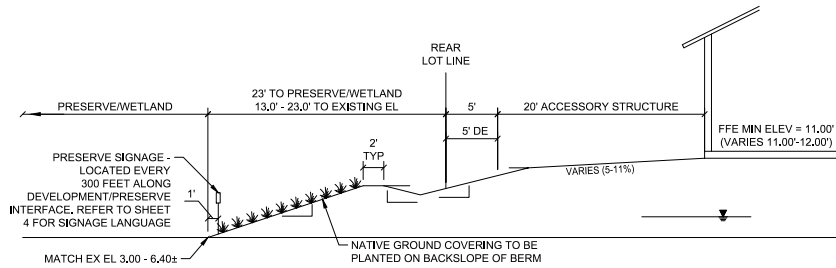 REAR
LOT LINE
23' TO PRESERVE/WETLAND
13.0' - 23.0' TO EXISTING EL
PRESERVE/WETLAND
5'
20' ACCESSORY STRUCTURE
5' DE
FFE MIN ELEV = 11.00'
(VARIES 11.00'-12.00')
2'
TYP
PRESERVE SIGNAGE -
LOCATED EVERY
300 FEET ALONG
DEVELOPMENT/PRESERVE
INTERFACE. REFER TO SHEET
4 FOR SIGNAGE LANGUAGE
1'
VARIES (5-11%)
NATIVE GROUND COVERING TO BE
PLANTED ON BACKSLOPE OF BERM
MATCH EX EL 3.00 - 6.40±